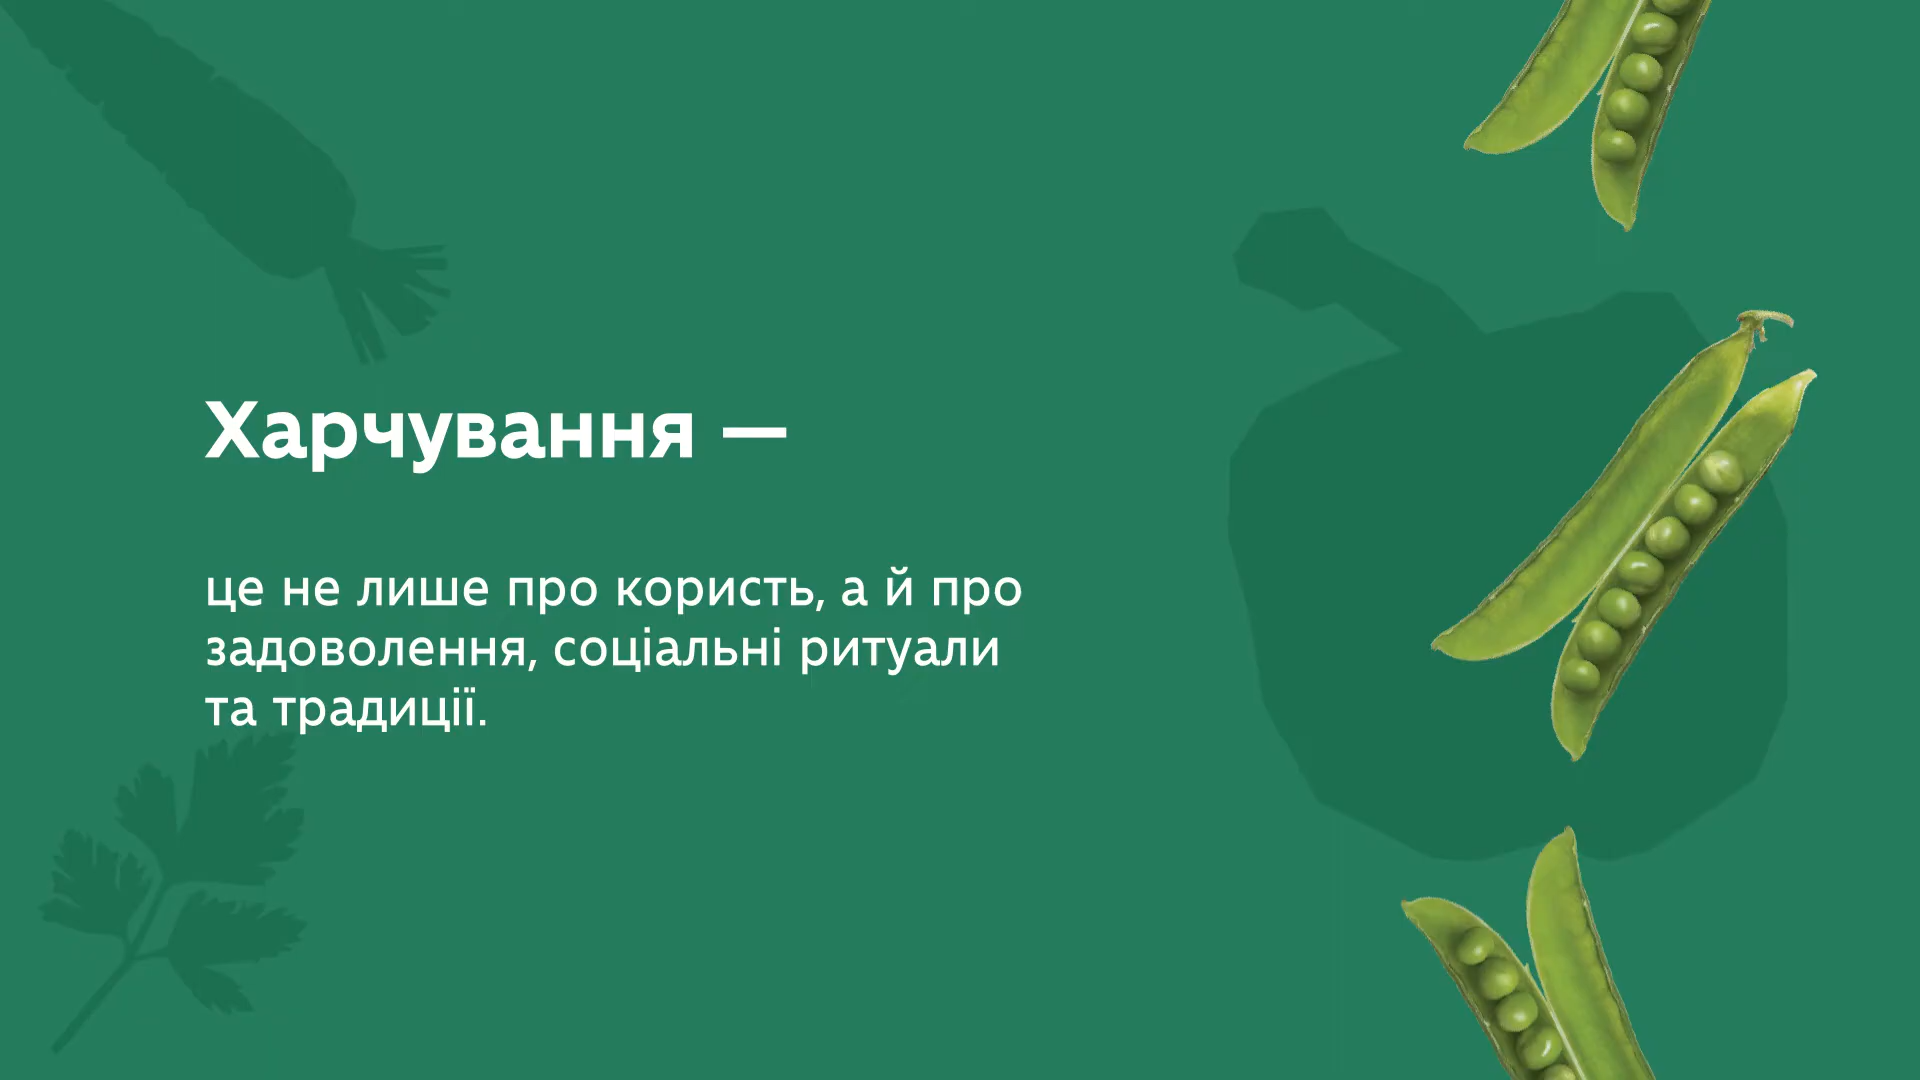 Харчування —
це не лише про користь, а й про
задоволення, соціальні ритуали
та традиції.